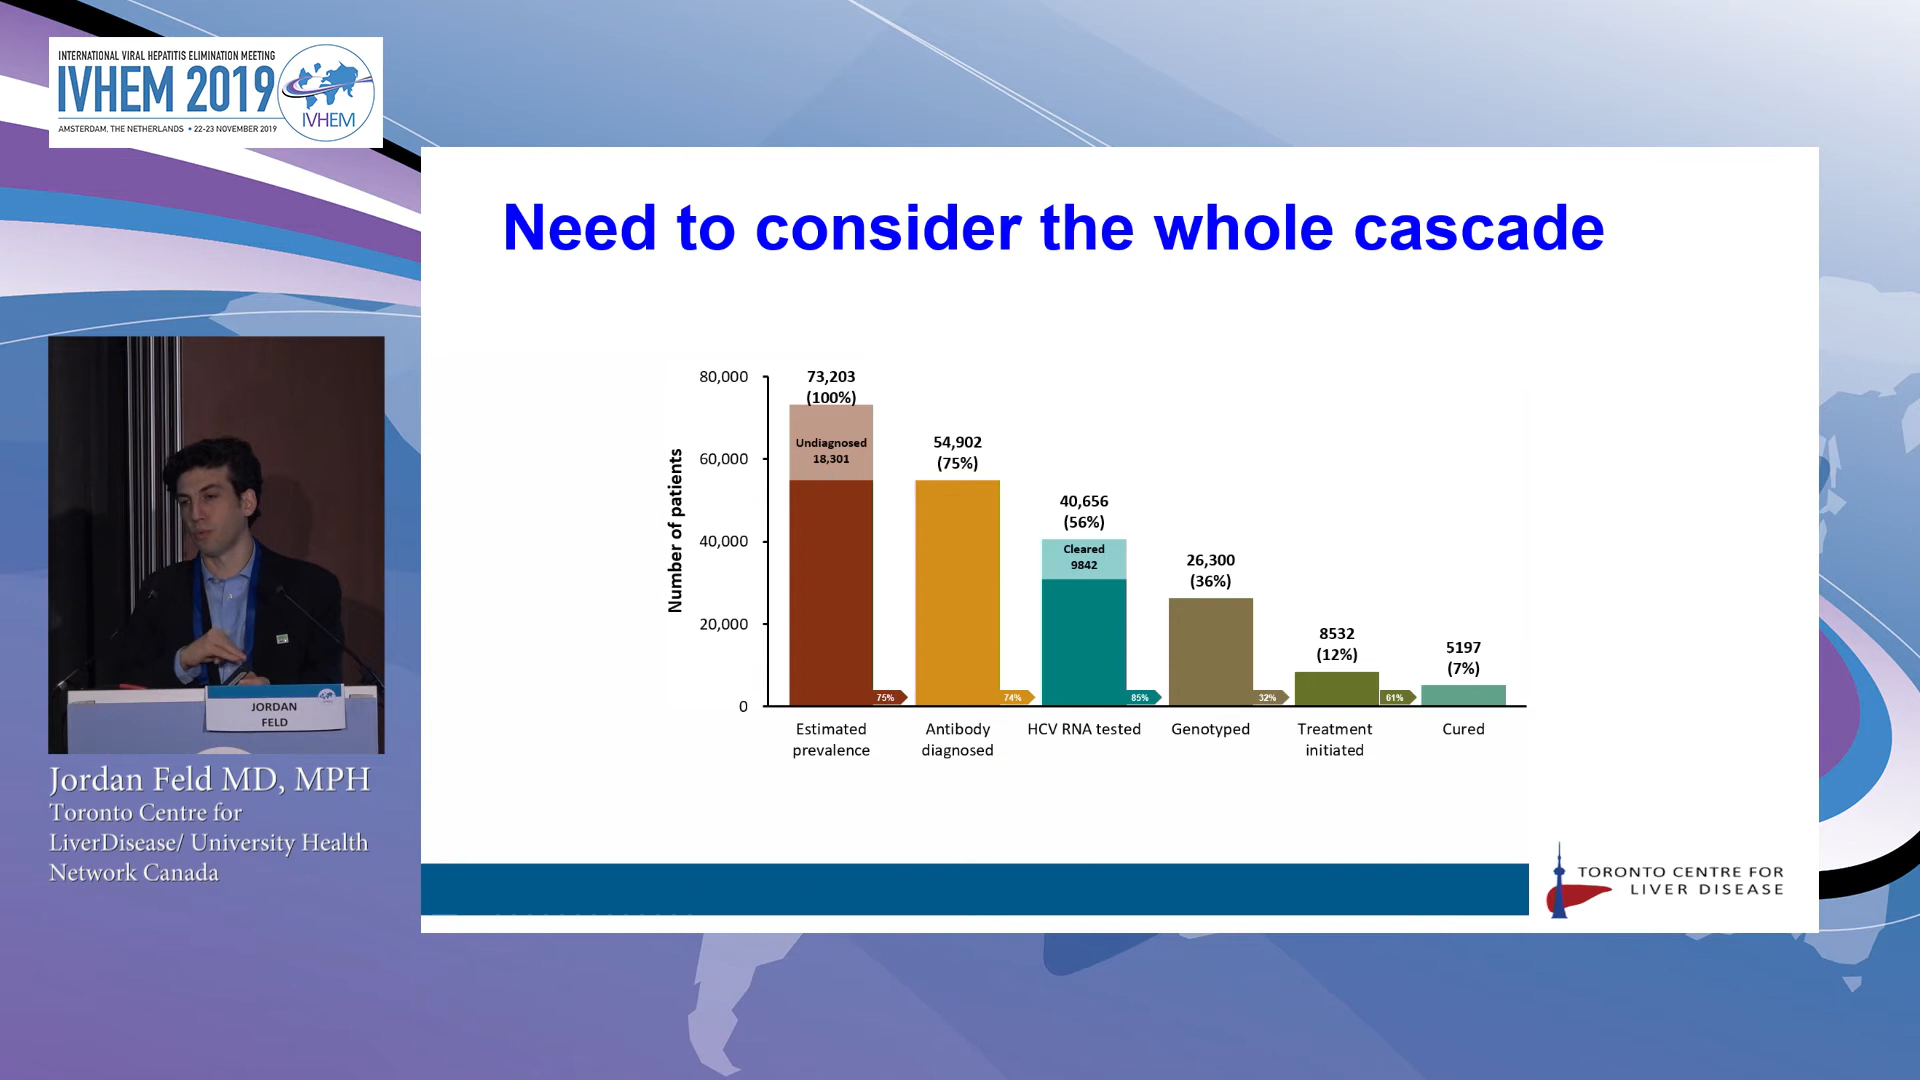 INTERNATIONAL VIRAL HEPATITIS ELIMINATION MEETING
IVHEM 2019
AMSTERDAM, THE NETHERLANDS • 22-23 NOVEMBER 2019
IVHEM
Need to consider the whole cascade
Number of patients
80,000
60,000
40,000
20,000
0
73,203
(100%)
Undiagnosed
18,301
54,902
(75%)
40,656
(56%)
Cleared
9842
26,300
(36%)
8532
(12%)
5197
(7%)
75%
74%
85%
32%
61%
Estimated
prevalence
Antibody
diagnosed
HCV RNA tested
Genotyped
Treatment
initiated
Cured
JORDAN
FELD
Jordan Feld MD, MPH
Toronto Centre for
LiverDisease/ University Health
Network Canada
TORONTO CENTRE FOR
LIVER DISEASE